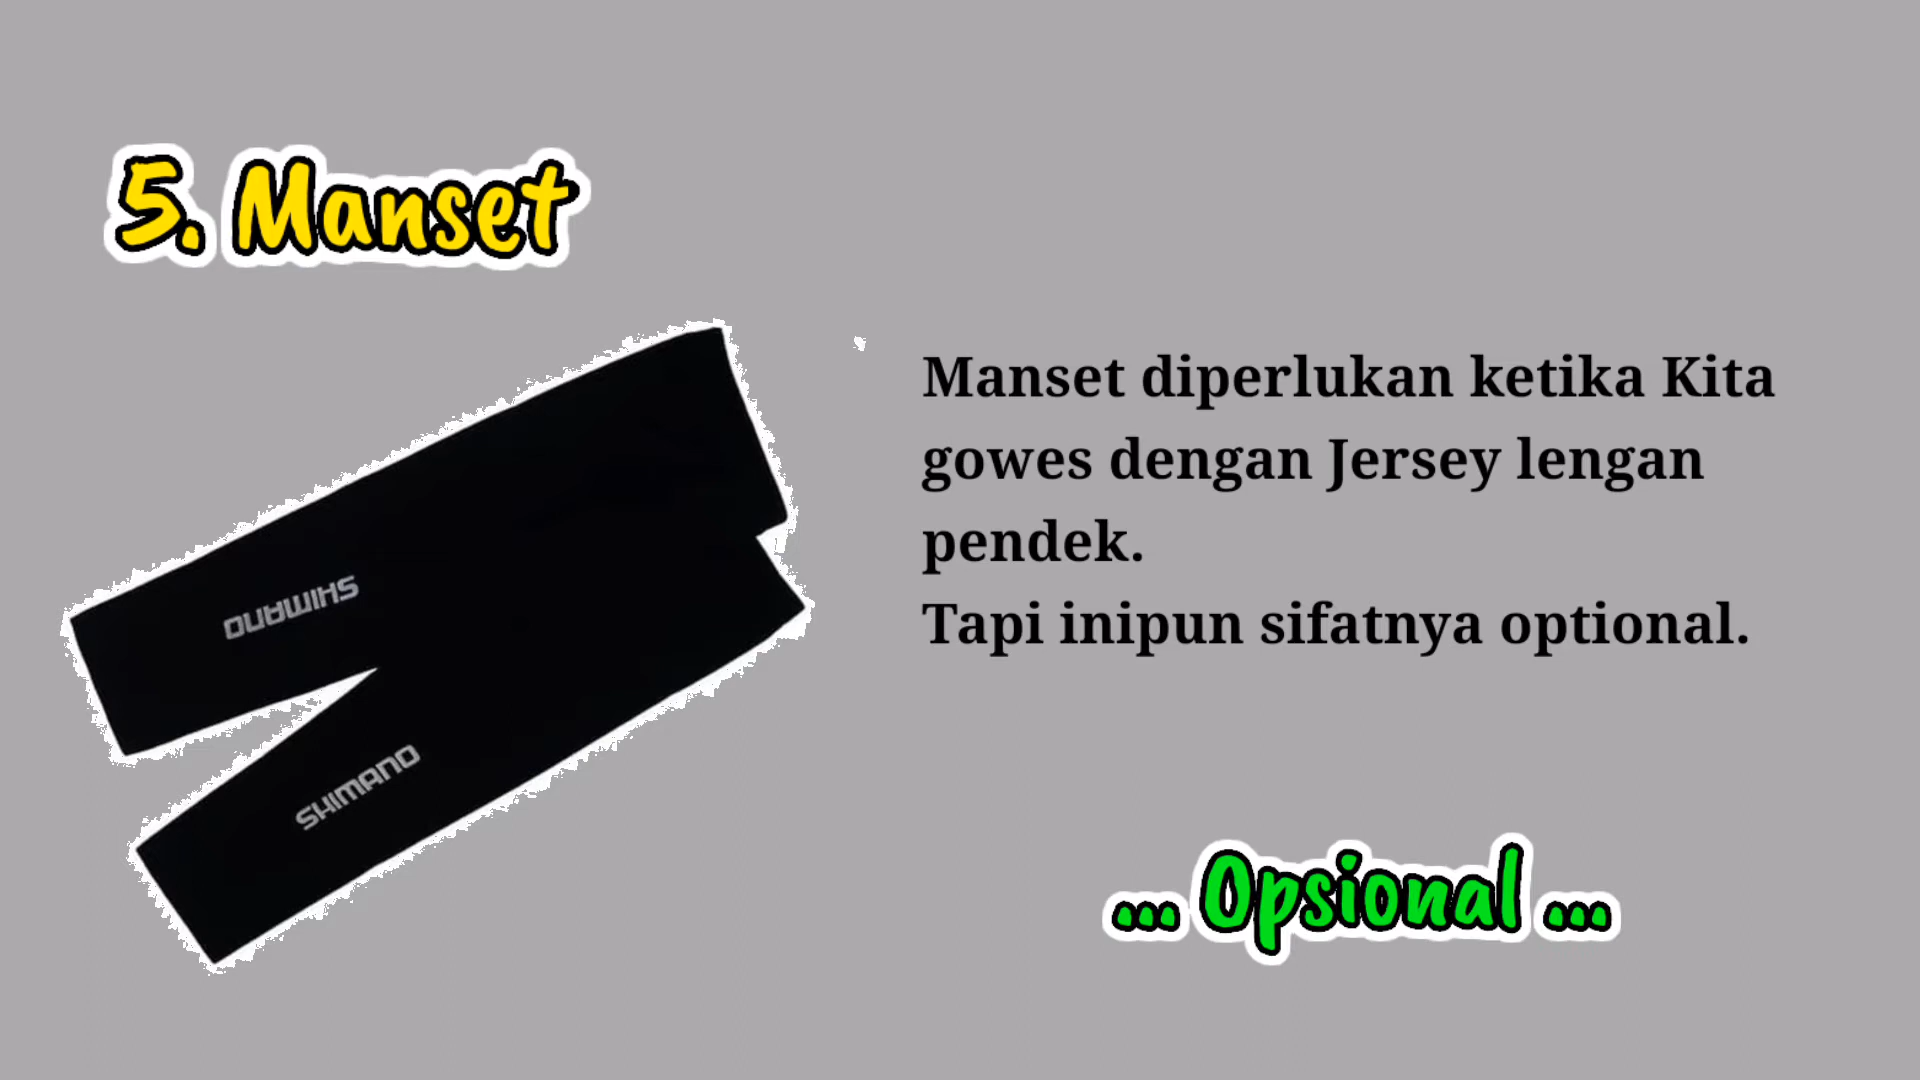 5. Manset
SHIMANO
SHIMANO
Manset diperlukan ketika Kita
gowes dengan Jersey lengan
pendek.
Tapi inipun sifatnya optional.
... Opsional ...